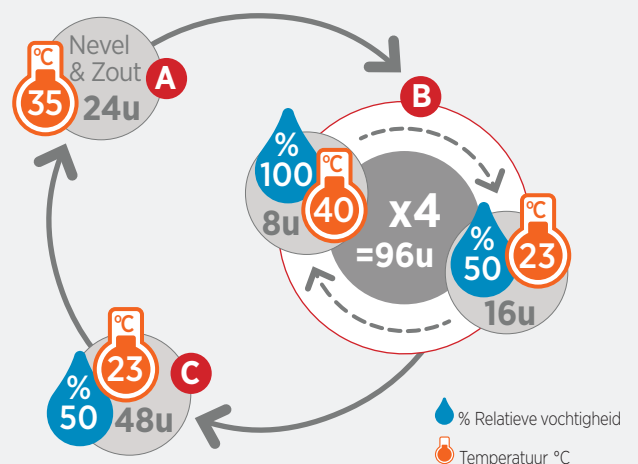 °C
35
Nevel
& Zout
24u
A
B
%
100
°C
40
8u
x4
=96u
%
50
°C
23
16u
C
°C
23
%
50
48u
% Relatieve vochtigheid
Temperatuur °C